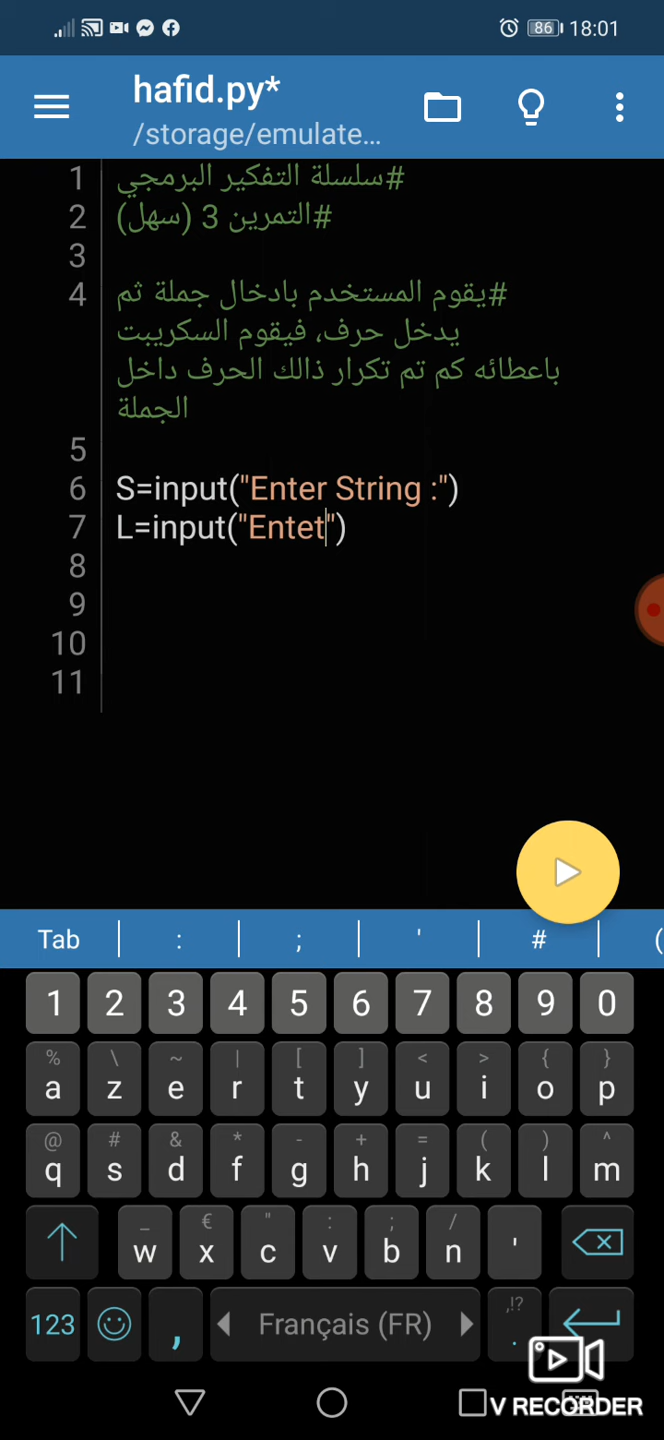 86 18:01
hafid.py*
/storage/emulate...
1 #سلسلة التفكير البرمجي
2 #التمرين 3 (سهل)
3
4 #يقوم المستخدم بادخال جملة ثم
يدخل حرف، فيقوم السكريبت
باعطائه كم تم تكرار ذالك الحرف داخل
الجملة
5
6 S=input("Enter String :")
7 L=input("Entet")
8
9
10
11
Tab : ; ' # (
1 2 3 4 5 6 7 8 9 0
% \ ~ | [ ] < > { }
a z e r t y u i o p
@ # & * - + = ( ) ^
q s d f g h j k l m
_ € " : ; /
w x c v b n '
,!?
123 , Français (FR) .
V RECORDER